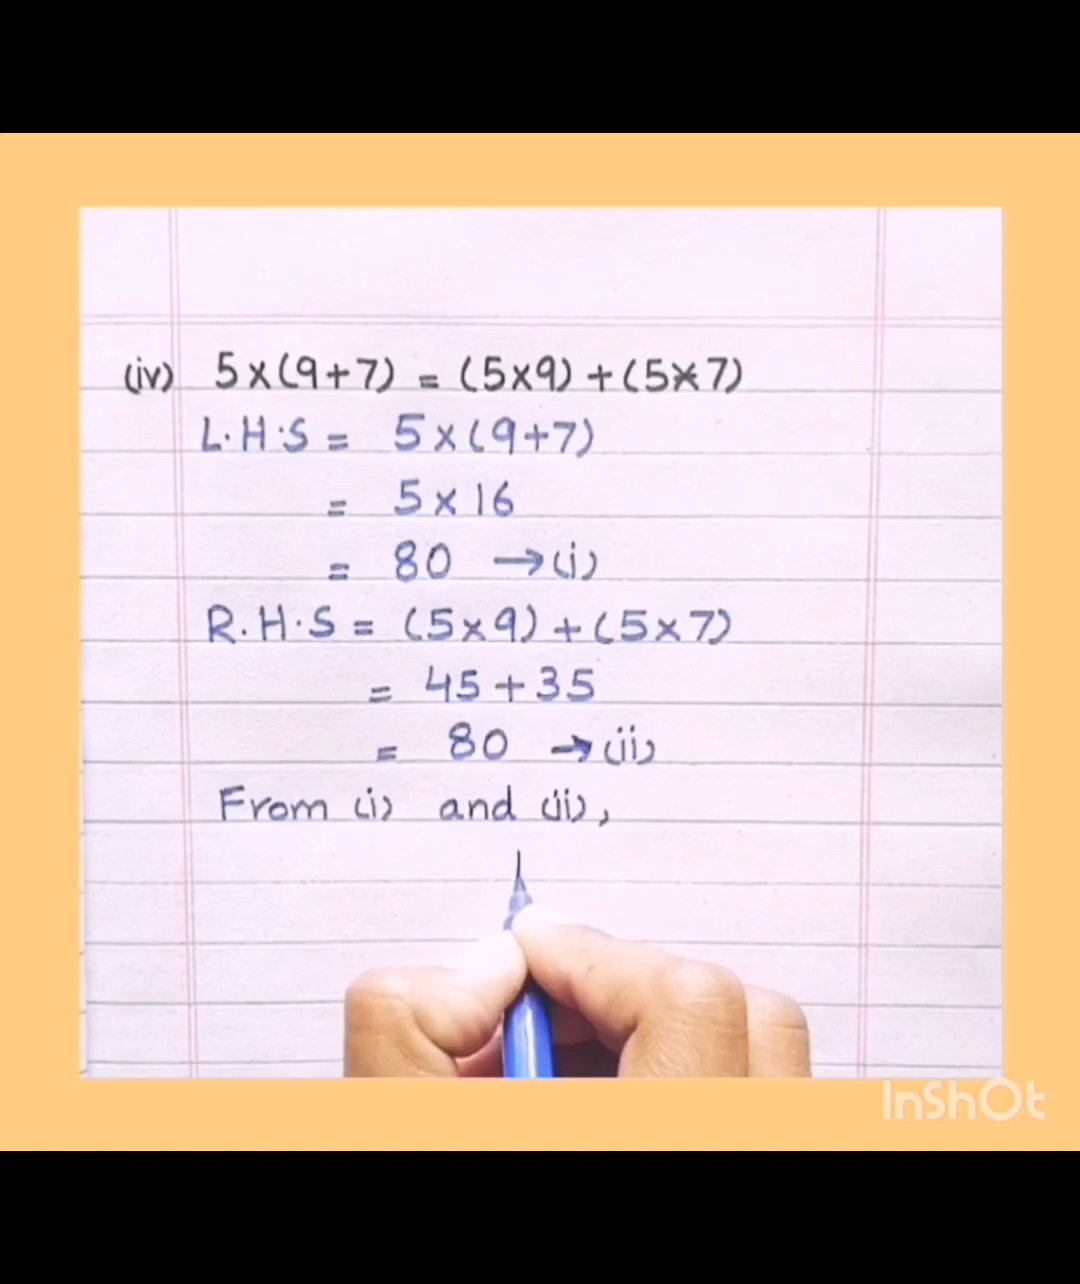 (iv) 5×(9+7) = (5×9)+(5×7)
L.H.S = 5×(9+7)
= 5×16
= 80 →(i)
R.H.S = (5×9)+(5×7)
= 45+35
= 80 →(ii)
From (i) and (ii),
InShOt